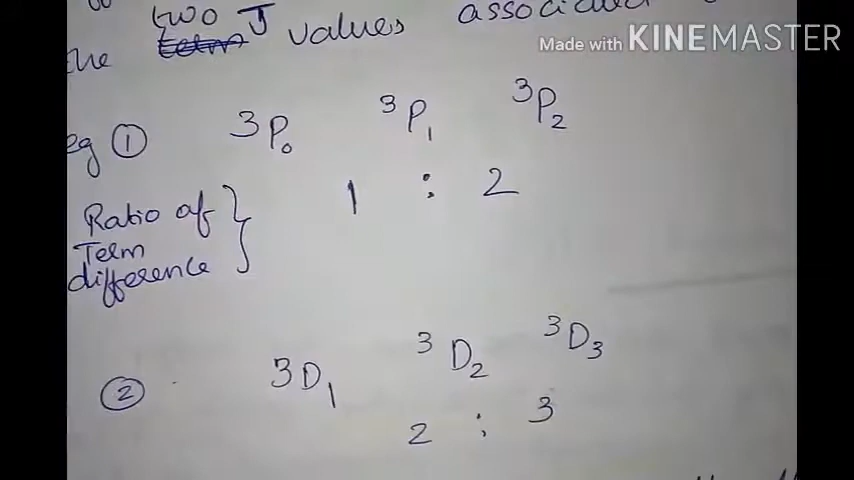 two J values associated
the
Made with KINEMASTER
eg ① ³P₀ ³P₁ ³P₂
Ratio of Term difference } 1 : 2
② ³D₁ ³D₂ ³D₃
2 : 3